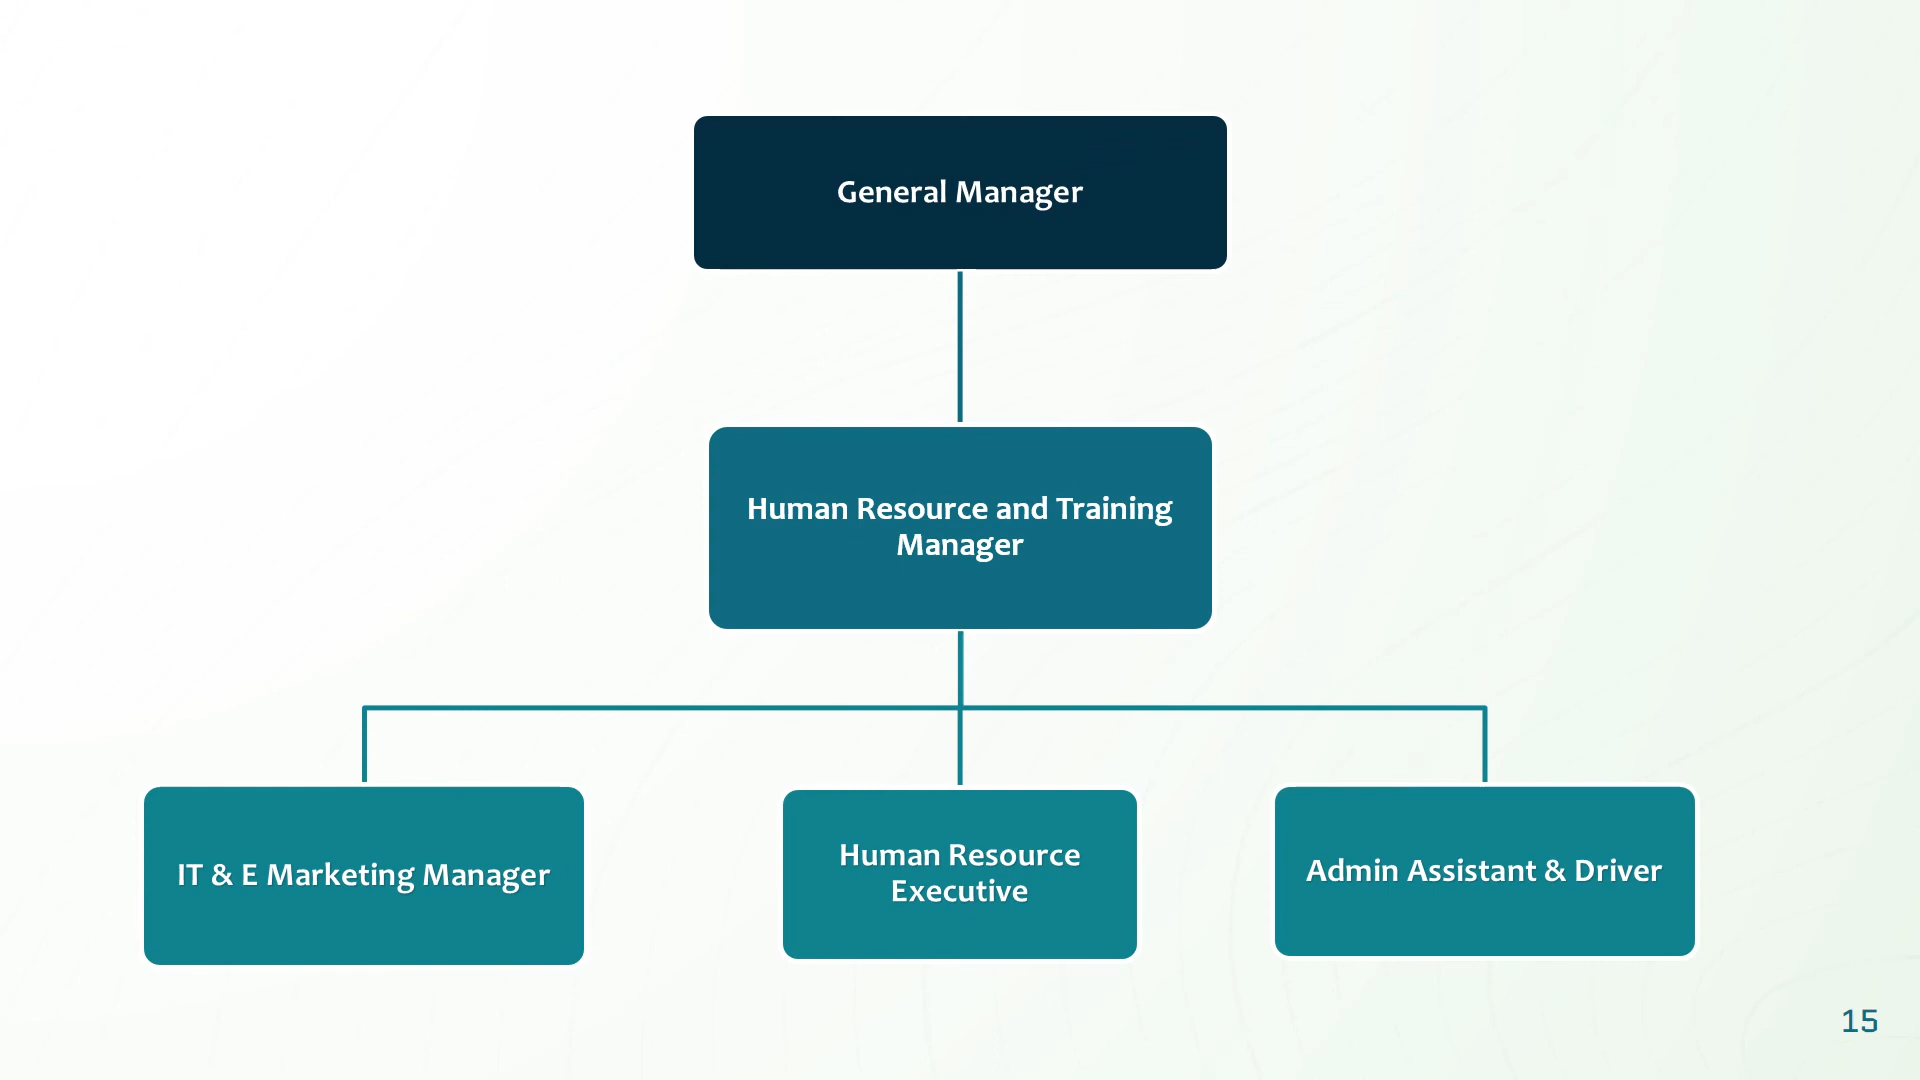 General Manager
Human Resource and Training
Manager
IT & E Marketing Manager
Human Resource
Executive
Admin Assistant & Driver
15